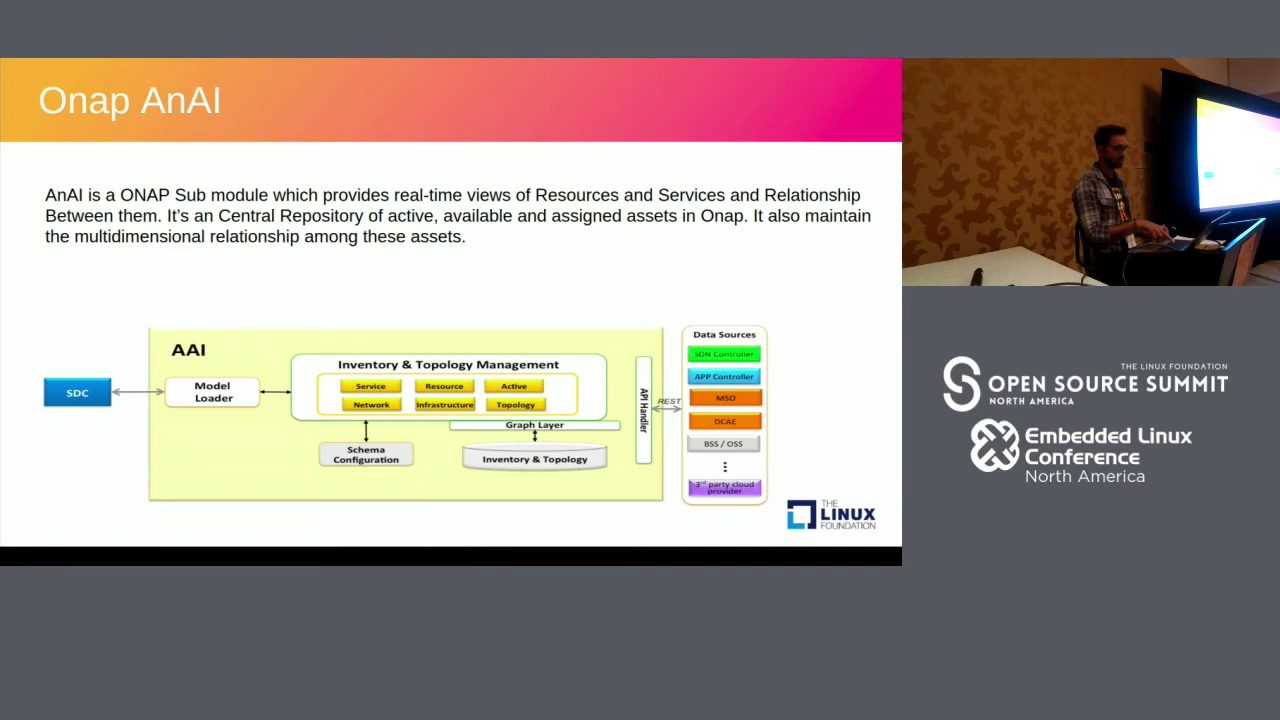 Onap AnAI
AnAI is a ONAP Sub module which provides real-time views of Resources and Services and Relationship
Between them. It's an Central Repository of active, available and assigned assets in Onap. It also maintain
the multidimensional relationship among these assets.
AAI
SDC
Model
Loader
Inventory & Topology Management
Service
Resource
Active
Network
Infrastructure
Topology
Graph Layer
Schema
Configuration
Inventory & Topology
API Handler
REST
Data Sources
SDN Controller
APP Controller
MSO
DCAE
BSS / OSS
3rd party cloud
provider
THE
LINUX
FOUNDATION
THE LINUX FOUNDATION
OPEN SOURCE SUMMIT
NORTH AMERICA
Embedded Linux
Conference
North America